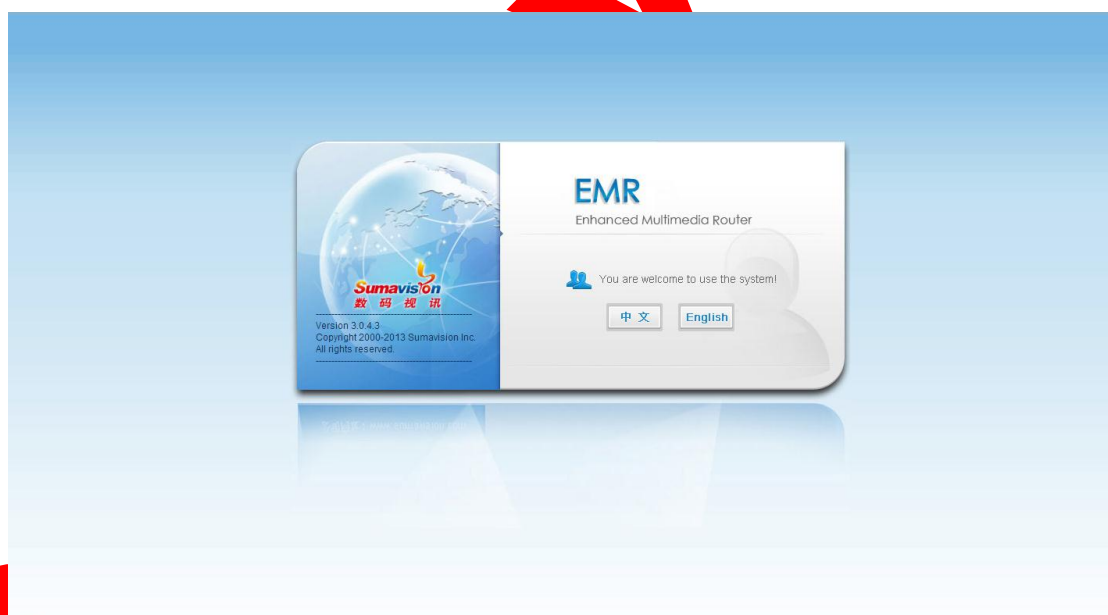 EMR
Enhanced Multimedia Router
You are welcome to use the system!
中 文
English
Sumavision
数 码 视 讯
Version 3.0.4.3
Copyright 2000-2013 Sumavision Inc.
All rights reserved.